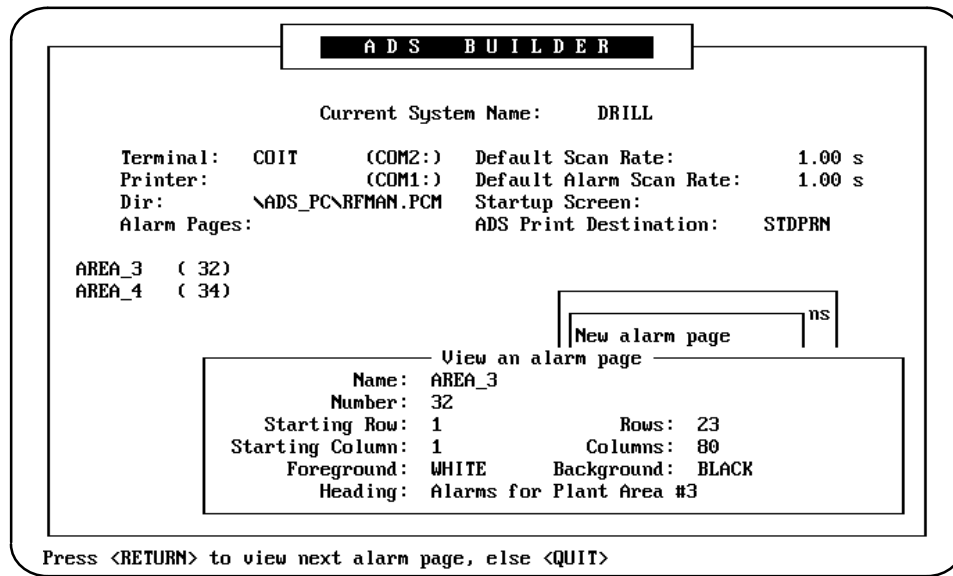 ADS BUILDER
Current System Name: DRILL
Terminal: COIT (COM2:) Default Scan Rate: 1.00 s
Printer: (COM1:) Default Alarm Scan Rate: 1.00 s
Dir: \ADS_PC\RFMAN.PCM Startup Screen:
Alarm Pages: ADS Print Destination: STDPRN
AREA_3 ( 32)
AREA_4 ( 34)
ns
New alarm page
View an alarm page
Name: AREA_3
Number: 32
Starting Row: 1 Rows: 23
Starting Column: 1 Columns: 80
Foreground: WHITE Background: BLACK
Heading: Alarms for Plant Area #3
Press <RETURN> to view next alarm page, else <QUIT>